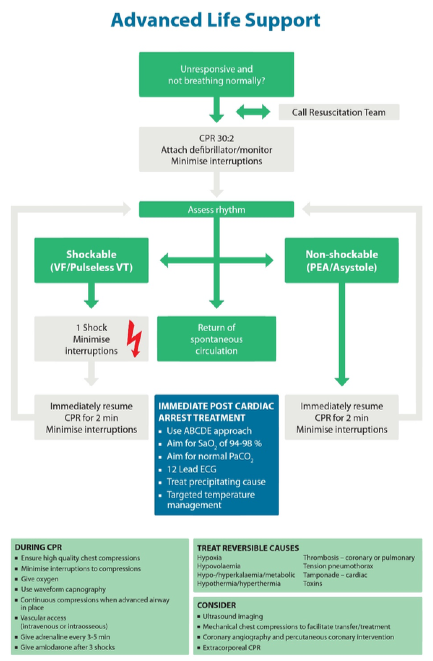 Advanced Life Support
Unresponsive and
not breathing normally?
Call Resuscitation Team
CPR 30:2
Attach defibrillator/monitor
Minimise interruptions
Assess rhythm
Shockable
(VF/Pulseless VT)
Non-shockable
(PEA/Asystole)
1 Shock
Minimise
interruptions
Return of
spontaneous
circulation
Immediately resume
CPR for 2 min
Minimise interruptions
IMMEDIATE POST CARDIAC
ARREST TREATMENT
• Use ABCDE approach
• Aim for SaO₂ of 94-98 %
• Aim for normal PaCO₂
• 12 Lead ECG
• Treat precipitating cause
• Targeted temperature
management
Immediately resume
CPR for 2 min
Minimise interruptions
DURING CPR
• Ensure high quality chest compressions
• Minimise interruptions to compressions
• Give oxygen
• Use waveform capnography
• Continuous compressions when advanced airway
in place
• Vascular access
(intravenous or intraosseous)
• Give adrenaline every 3-5 min
• Give amiodarone after 3 shocks
TREAT REVERSIBLE CAUSES
Hypoxia
Hypovolaemia
Hypo-/hyperkalaemia/metabolic
Hypothermia/hyperthermia
Thrombosis – coronary or pulmonary
Tension pneumothorax
Tamponade – cardiac
Toxins
CONSIDER
• Ultrasound imaging
• Mechanical chest compressions to facilitate transfer/treatment
• Coronary angiography and percutaneous coronary intervention
• Extracorporeal CPR